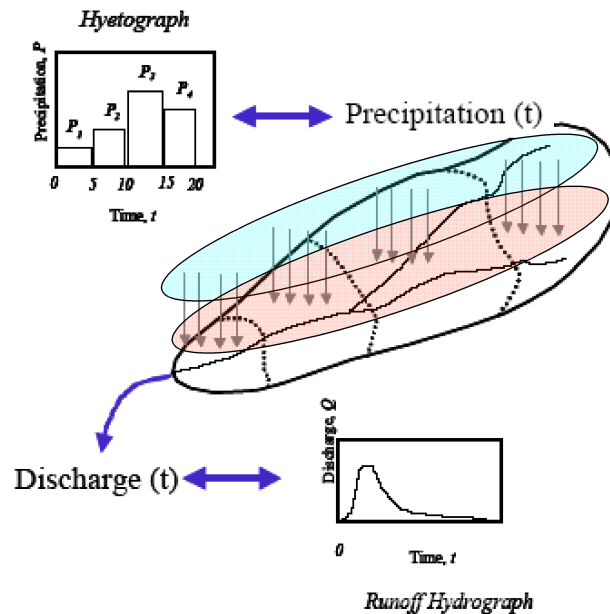 Hyetograph
Precipitation, P
P1
P2
P3
P4
0 5 10 15 20
Time, t
Precipitation (t)
Discharge (t)
Discharge, Q
0
Time, t
Runoff Hydrograph